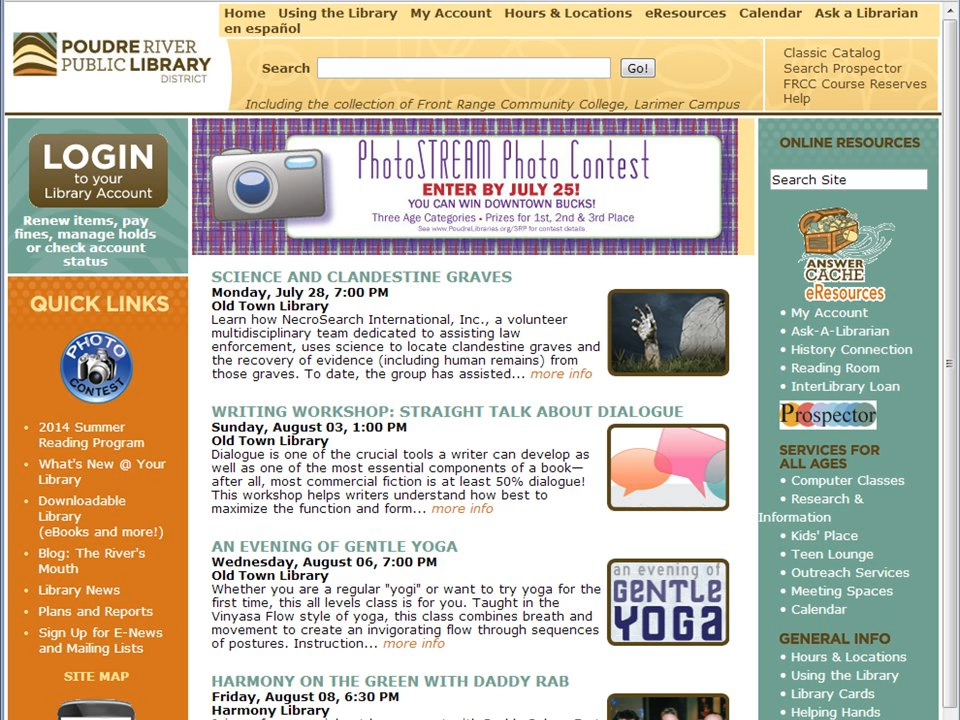 Home Using the Library My Account Hours & Locations eResources Calendar Ask a Librarian
en español
POUDRE RIVER
PUBLIC LIBRARY
DISTRICT
Search Go!
Including the collection of Front Range Community College, Larimer Campus
Classic Catalog
Search Prospector
FRCC Course Reserves
Help
LOGIN
to your
Library Account
Renew items, pay
fines, manage holds
or check account
status
QUICK LINKS
PHOTO
CONTEST
• 2014 Summer
Reading Program
• What's New @ Your
Library
• Downloadable
Library
(eBooks and more!)
• Blog: The River's
Mouth
• Library News
• Plans and Reports
• Sign Up for E-News
and Mailing Lists
SITE MAP
PhotoSTREAM Photo Contest
ENTER BY JULY 25!
YOU CAN WIN DOWNTOWN BUCKS!
Three Age Categories • Prizes for 1st, 2nd & 3rd Place
See www.PoudreLibraries.org/SRP for contest details.
SCIENCE AND CLANDESTINE GRAVES
Monday, July 28, 7:00 PM
Old Town Library
Learn how NecroSearch International, Inc., a volunteer
multidisciplinary team dedicated to assisting law
enforcement, uses science to locate clandestine graves and
the recovery of evidence (including human remains) from
those graves. To date, the group has assisted... more info
WRITING WORKSHOP: STRAIGHT TALK ABOUT DIALOGUE
Sunday, August 03, 1:00 PM
Old Town Library
Dialogue is one of the crucial tools a writer can develop as
well as one of the most essential components of a book—
after all, most commercial fiction is at least 50% dialogue!
This workshop helps writers understand how best to
maximize the function and form... more info
AN EVENING OF GENTLE YOGA
Wednesday, August 06, 7:00 PM
Old Town Library
Whether you are a regular "yogi" or want to try yoga for the
first time, this all levels class is for you. Taught in the
Vinyasa Flow style of yoga, this class combines breath and
movement to create an invigorating flow through sequences
of postures. Instruction... more info
an evening of
GENTLE
YOGA
HARMONY ON THE GREEN WITH DADDY RAB
Friday, August 08, 6:30 PM
Harmony Library
ONLINE RESOURCES
Search Site
ANSWER
CACHE
eResources
• My Account
• Ask-A-Librarian
• History Connection
• Reading Room
• InterLibrary Loan
Prospector
SERVICES FOR
ALL AGES
• Computer Classes
• Research &
Information
• Kids' Place
• Teen Lounge
• Outreach Services
• Meeting Spaces
• Calendar
GENERAL INFO
• Hours & Locations
• Using the Library
• Library Cards
• Helping Hands